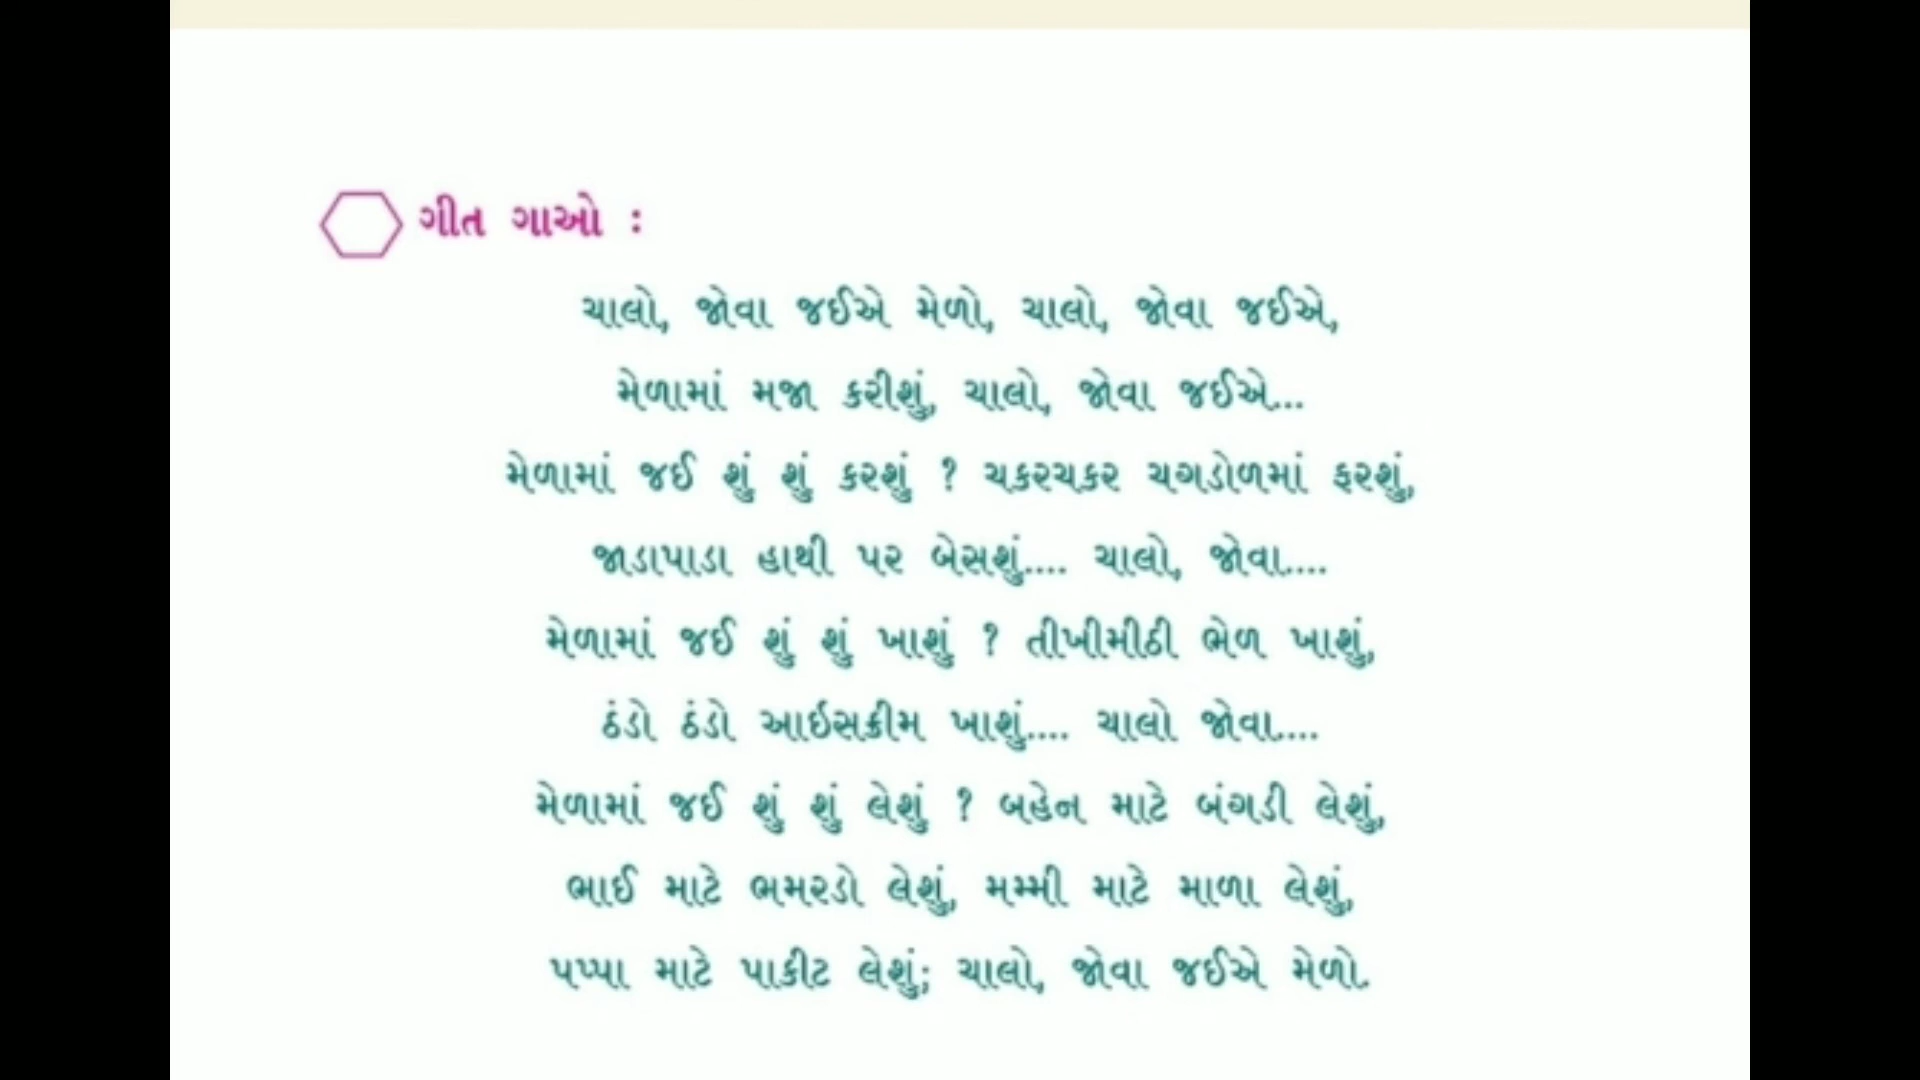 ગીત ગાઓ :
ચાલો, જોવા જઈએ મેળો, ચાલો, જોવા જઈએ,
મેળામાં મજા કરીશું, ચાલો, જોવા જઈએ...
મેળામાં જઈ શું શું કરશું ? ચકરચકર ચગડોળમાં ફરશું,
જાડાપાડા હાથી પર બેસશું.... ચાલો, જોવા....
મેળામાં જઈ શું શું ખાશું ? તીખીમીઠી ભેળ ખાશું,
ઠંડો ઠંડો આઇસક્રીમ ખાશું.... ચાલો જોવા....
મેળામાં જઈ શું શું લેશું ? બહેન માટે બંગડી લેશું,
ભાઈ માટે ભમરડો લેશું, મમ્મી માટે માળા લેશું,
પપ્પા માટે પાકીટ લેશું; ચાલો, જોવા જઈએ મેળો.